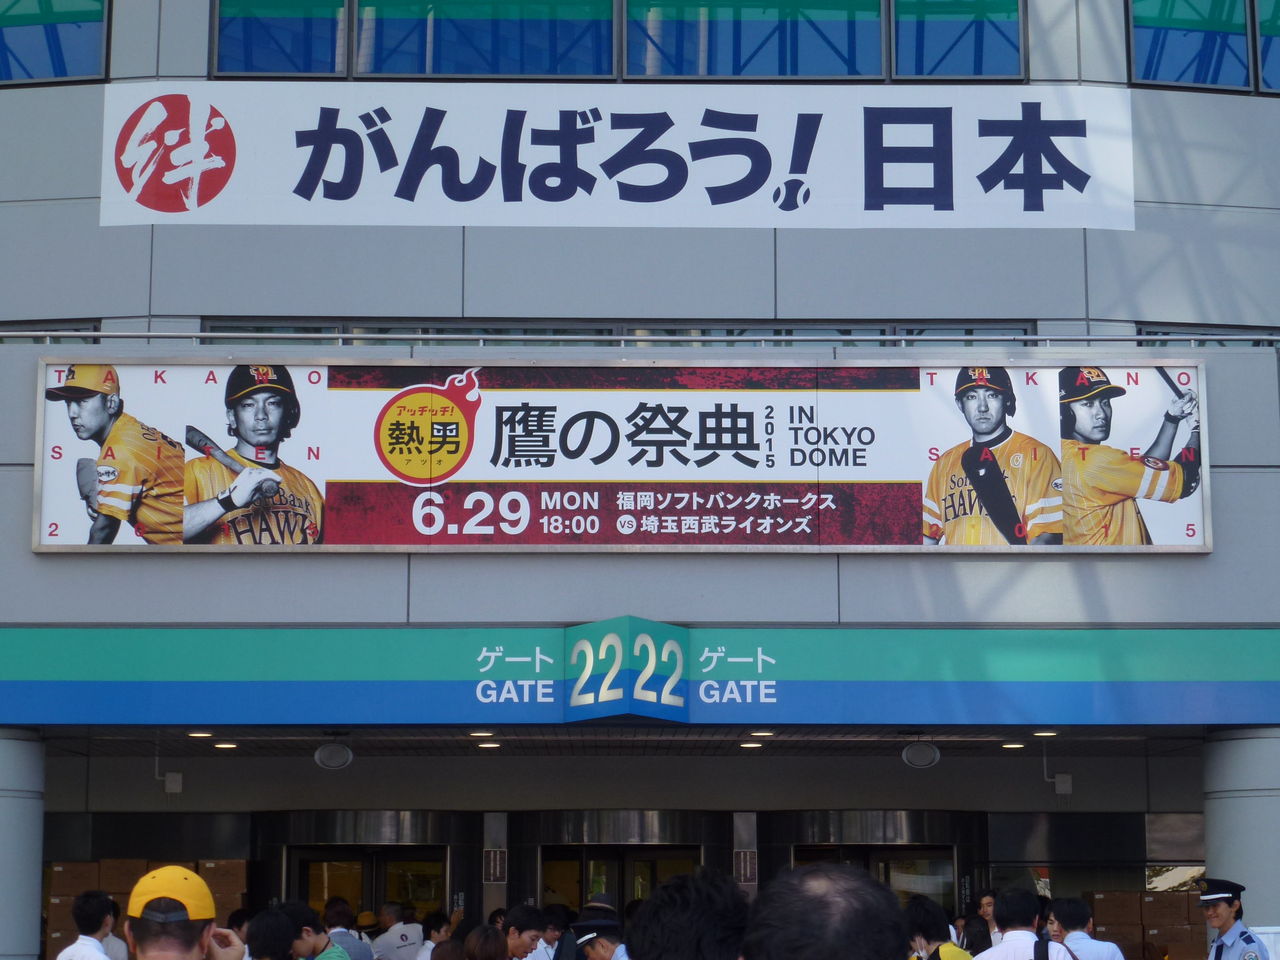 絆 がんばろう!日本
TAKANO
SAITEN
2015
アッチッチ!
熱男
アツオ
鷹の祭典
2015
IN
TOKYO
DOME
6.29 MON
18:00
福岡ソフトバンクホークス
VS 埼玉西武ライオンズ
TAKANO
SAITEN
2015
SoftBank
HAWKS
ゲート
GATE
22 22
ゲート
GATE